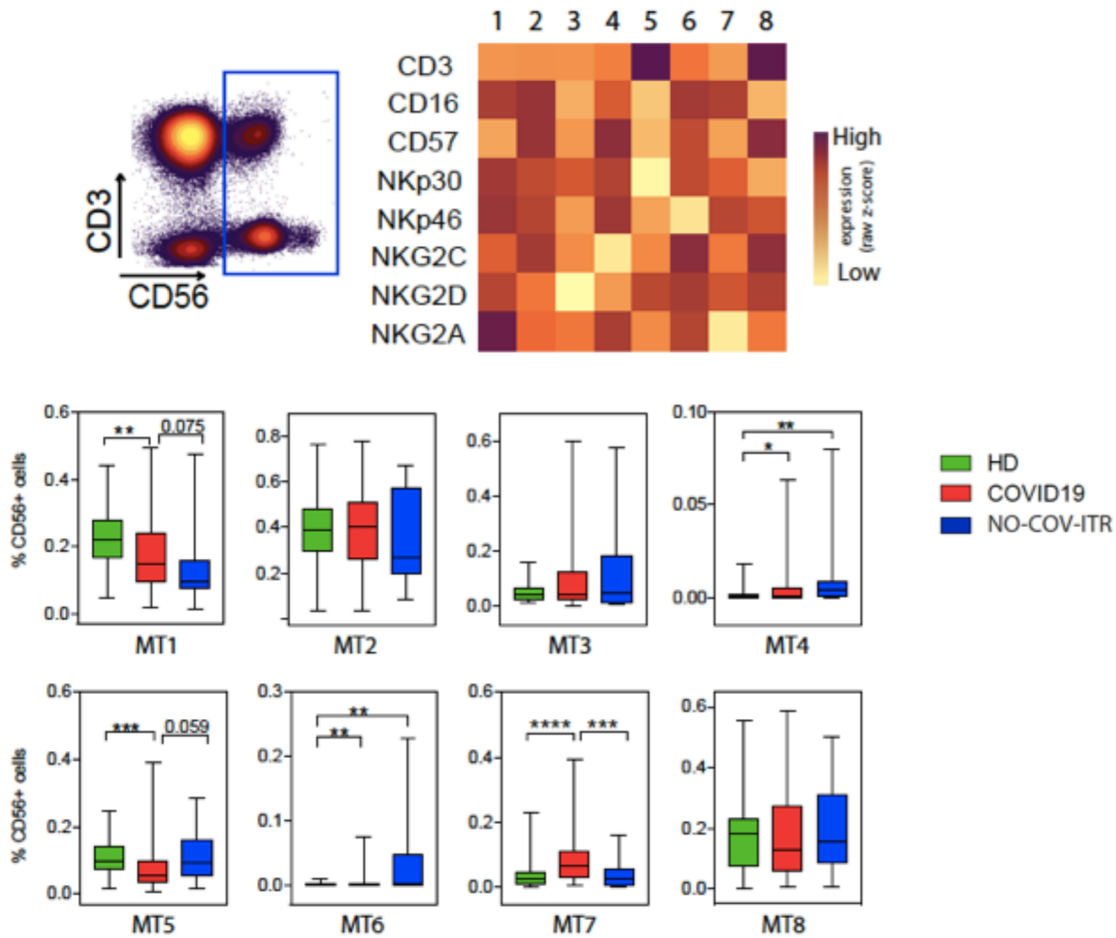 1 2 3 4 5 6 7 8
CD3
CD16
CD57
NKp30
NKp46
NKG2C
NKG2D
NKG2A
CD3
CD56
High
expression
(raw z-score)
Low
% CD56+ cells
0.6
0.4
0.2
0.0
**
0.075
MT1
0.8
0.6
0.4
0.2
MT2
0.6
0.4
0.2
0.0
MT3
0.10
0.05
0.00
**
*
MT4
HD
COVID19
NO-COV-ITR
% CD56+ cells
0.6
0.4
0.2
0.0
***
0.059
MT5
0.3
0.2
0.1
0.0
**
**
MT6
0.6
0.4
0.2
0.0
****
***
MT7
0.6
0.4
0.2
0.0
MT8